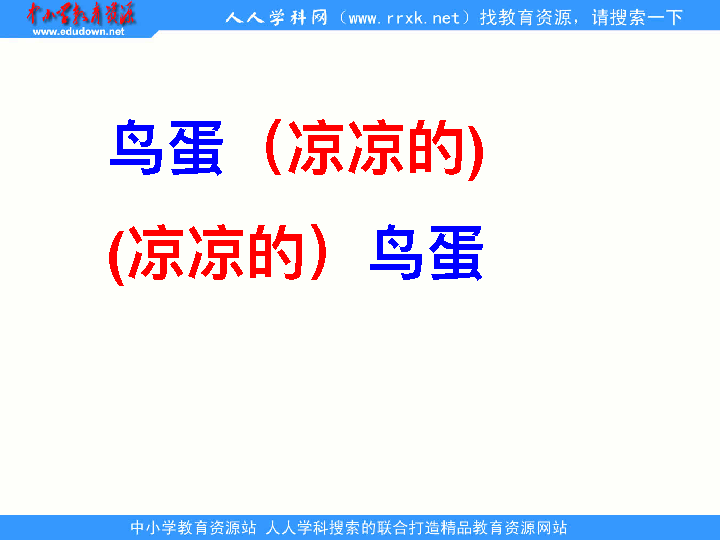 中小学教育资源
www.edudown.net
人人学科网（www.rrxk.net）找教育资源，请搜索一下
鸟蛋（凉凉的)
(凉凉的）鸟蛋
中小学教育资源站 人人学科搜索的联合打造精品教育资源网站